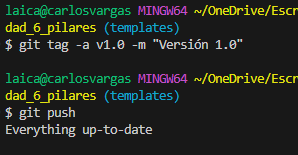 laica@carlosvargas MINGW64 ~/OneDrive/Escr
dad_6_pilares (templates)
$ git tag -a v1.0 -m "Versión 1.0"
laica@carlosvargas MINGW64 ~/OneDrive/Escr
dad_6_pilares (templates)
$ git push
Everything up-to-date